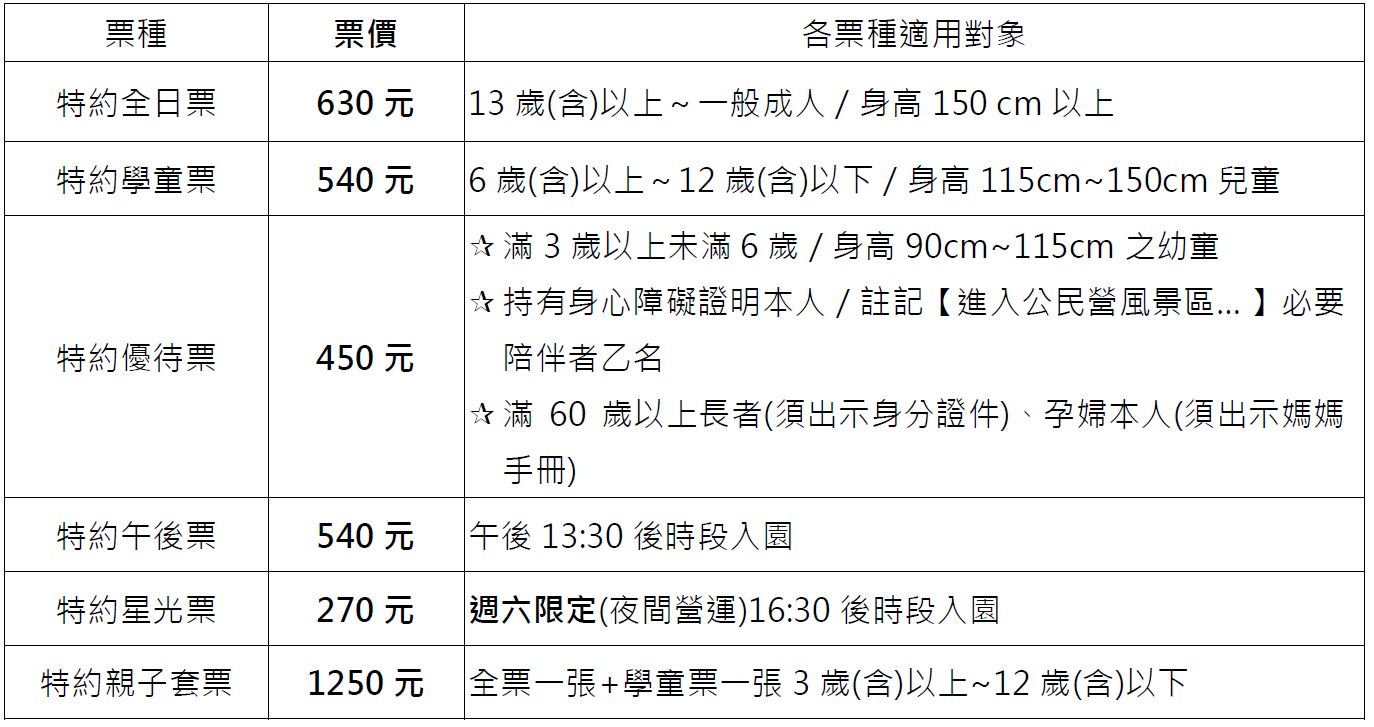 票種 票價 各票種適用對象
特約全日票 630 元 13 歲(含)以上 ~ 一般成人 / 身高 150 cm 以上
特約學童票 540 元 6 歲(含)以上 ~ 12 歲(含)以下 / 身高 115cm~150cm 兒童
☆ 滿 3 歲以上未滿 6 歲 / 身高 90cm~115cm 之幼童
☆ 持有身心障礙證明本人 / 註記【進入公民營風景區… 】必要
特約優待票 450 元 陪伴者乙名
☆ 滿 60 歲以上長者(須出示身分證件)、孕婦本人(須出示媽媽
手冊)
特約午後票 540 元 午後 13:30 後時段入園
特約星光票 270 元 週六限定(夜間營運)16:30 後時段入園
特約親子套票 1250 元 全票一張+學童票一張 3 歲(含)以上~12 歲(含)以下